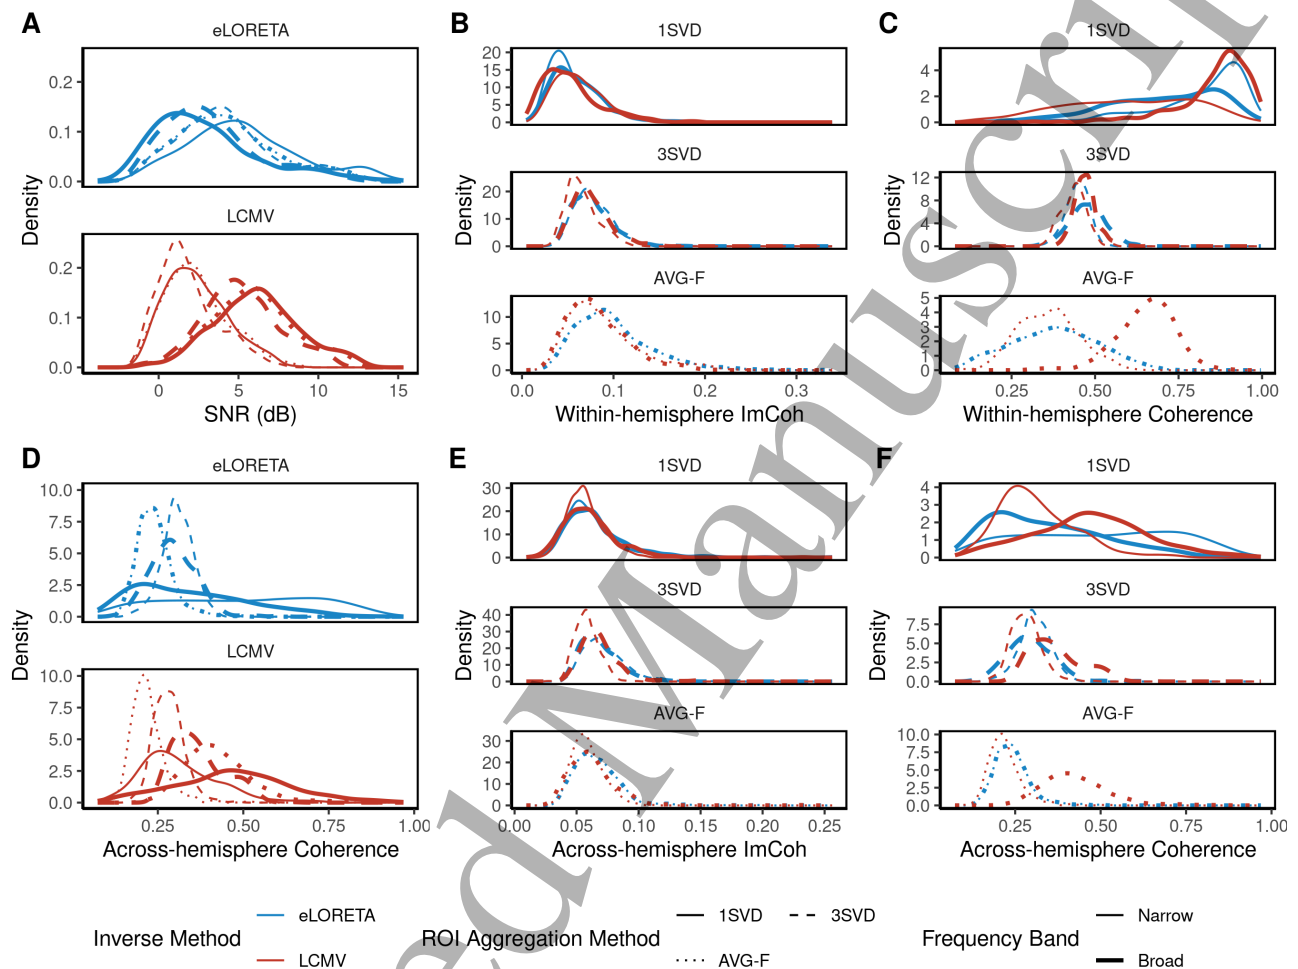 A
eLORETA
0.2
0.1
0.0
LCMV
0.2
0.1
0.0
Density
0 5 10 15
SNR (dB)
B
1SVD
20
15
10
5
0
3SVD
20
10
0
AVG-F
10
5
0
Density
0.0 0.1 0.2 0.3
Within-hemisphere ImCoh
C
1SVD
4
2
0
3SVD
12
8
4
0
AVG-F
5
4
3
2
1
0
Density
0.25 0.50 0.75 1.00
Within-hemisphere Coherence
D
eLORETA
10.0
7.5
5.0
2.5
0.0
LCMV
10.0
7.5
5.0
2.5
0.0
Density
0.25 0.50 0.75 1.00
Across-hemisphere Coherence
E
1SVD
30
20
10
0
3SVD
40
30
20
10
0
AVG-F
30
20
10
0
Density
0.00 0.05 0.10 0.15 0.20 0.25
Across-hemisphere ImCoh
F
1SVD
4
3
2
1
0
3SVD
7.5
5.0
2.5
0.0
AVG-F
10.0
7.5
5.0
2.5
0.0
Density
0.25 0.50 0.75 1.00
Across-hemisphere Coherence
Inverse Method
eLORETA
LCMV
ROI Aggregation Method
1SVD 3SVD
AVG-F
Frequency Band
Narrow
Broad
ed Manuscri